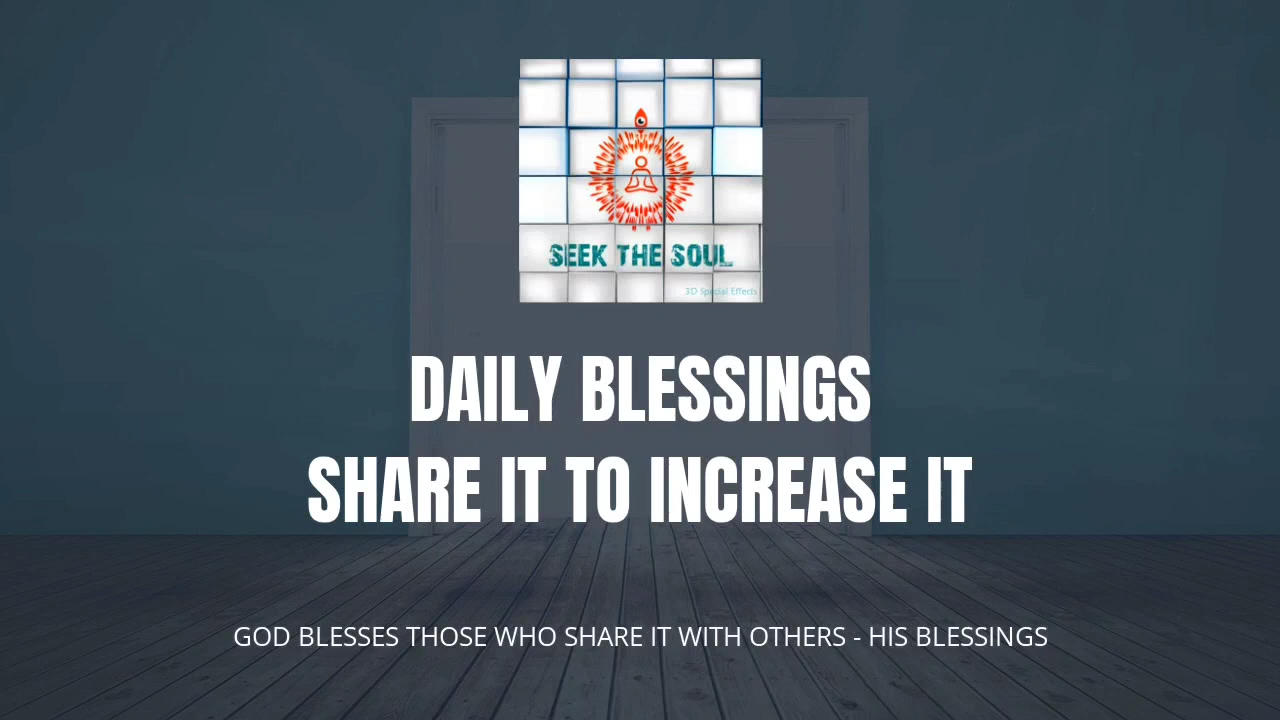 SEEK THE SOUL
3D Special Effects
DAILY BLESSINGS
SHARE IT TO INCREASE IT
GOD BLESSES THOSE WHO SHARE IT WITH OTHERS - HIS BLESSINGS